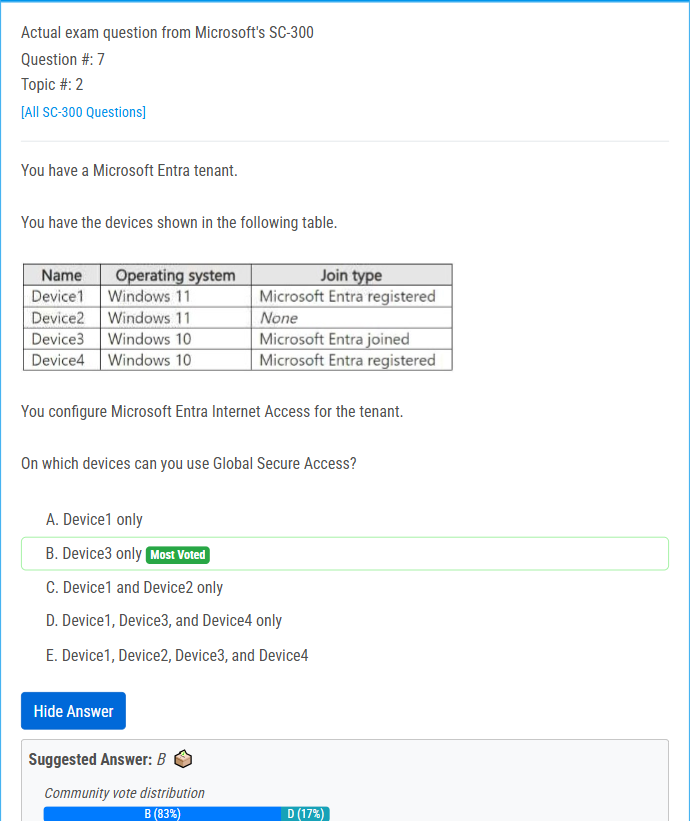 Actual exam question from Microsoft's SC-300
Question #: 7
Topic #: 2
[All SC-300 Questions]
You have a Microsoft Entra tenant.
You have the devices shown in the following table.
Name Operating system Join type
Device1 Windows 11 Microsoft Entra registered
Device2 Windows 11 None
Device3 Windows 10 Microsoft Entra joined
Device4 Windows 10 Microsoft Entra registered
You configure Microsoft Entra Internet Access for the tenant.
On which devices can you use Global Secure Access?
A. Device1 only
B. Device3 only Most Voted
C. Device1 and Device2 only
D. Device1, Device3, and Device4 only
E. Device1, Device2, Device3, and Device4
Hide Answer
Suggested Answer: B
Community vote distribution
B (83%) D (17%)